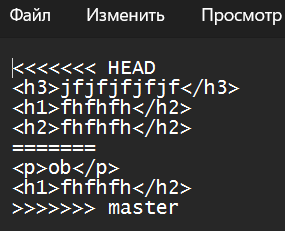 Файл Изменить Просмотр
<<<<<<< HEAD
<h3>jfjfjfjfjf</h3>
<h1>fhfhfh</h2>
<h2>fhfhfh</h2>
=======
<p>ob</p>
<h1>fhfhfh</h2>
>>>>>>> master